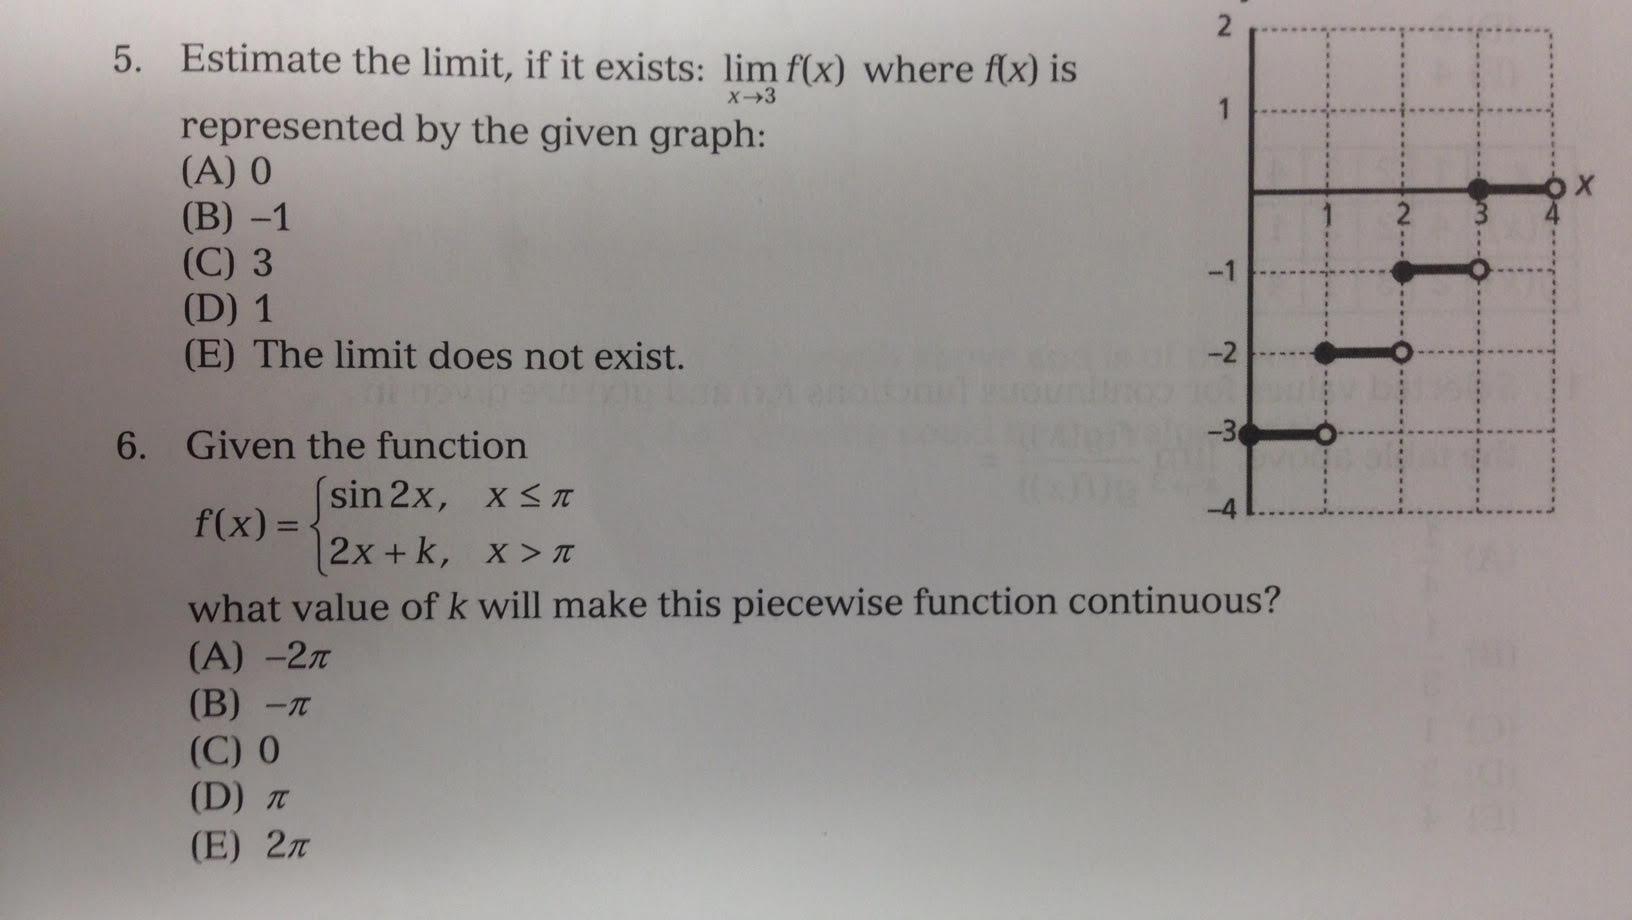 5. Estimate the limit, if it exists: lim f(x) where f(x) is
x→3
represented by the given graph:
(A) 0
(B) –1
(C) 3
(D) 1
(E) The limit does not exist.
6. Given the function
f(x) = { sin 2x, x ≤ π
2x + k, x > π
what value of k will make this piecewise function continuous?
(A) –2π
(B) –π
(C) 0
(D) π
(E) 2π
2
1
x
1 2 3 4
–1
–2
–3
–4